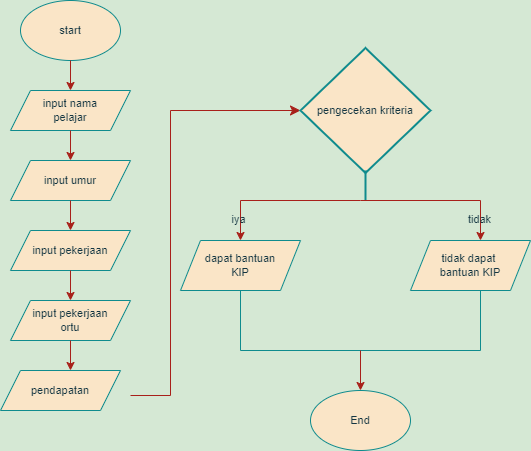 start
input nama
pelajar
input umur
input pekerjaan
input pekerjaan
ortu
pendapatan
pengecekan kriteria
iya
tidak
dapat bantuan
KIP
tidak dapat
bantuan KIP
End